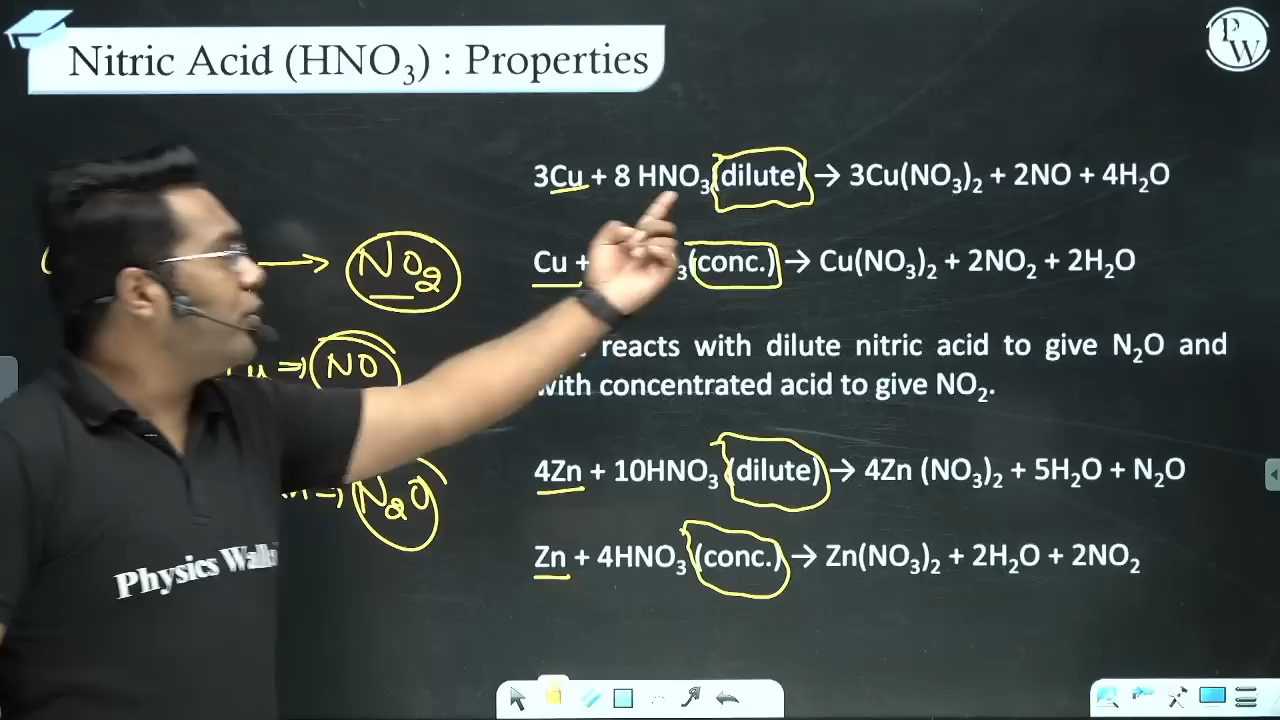 Nitric Acid (HNO₃) : Properties
PW
3Cu + 8 HNO₃ (dilute) → 3Cu(NO₃)₂ + 2NO + 4H₂O
Cu + (conc.) → Cu(NO₃)₂ + 2NO₂ + 2H₂O
→ NO₂
reacts with dilute nitric acid to give N₂O and
with concentrated acid to give NO₂.
⇒ NO
4Zn + 10HNO₃ (dilute) → 4Zn (NO₃)₂ + 5H₂O + N₂O
⇒ N₂O
Zn + 4HNO₃ (conc.) → Zn(NO₃)₂ + 2H₂O + 2NO₂
Physics Walla